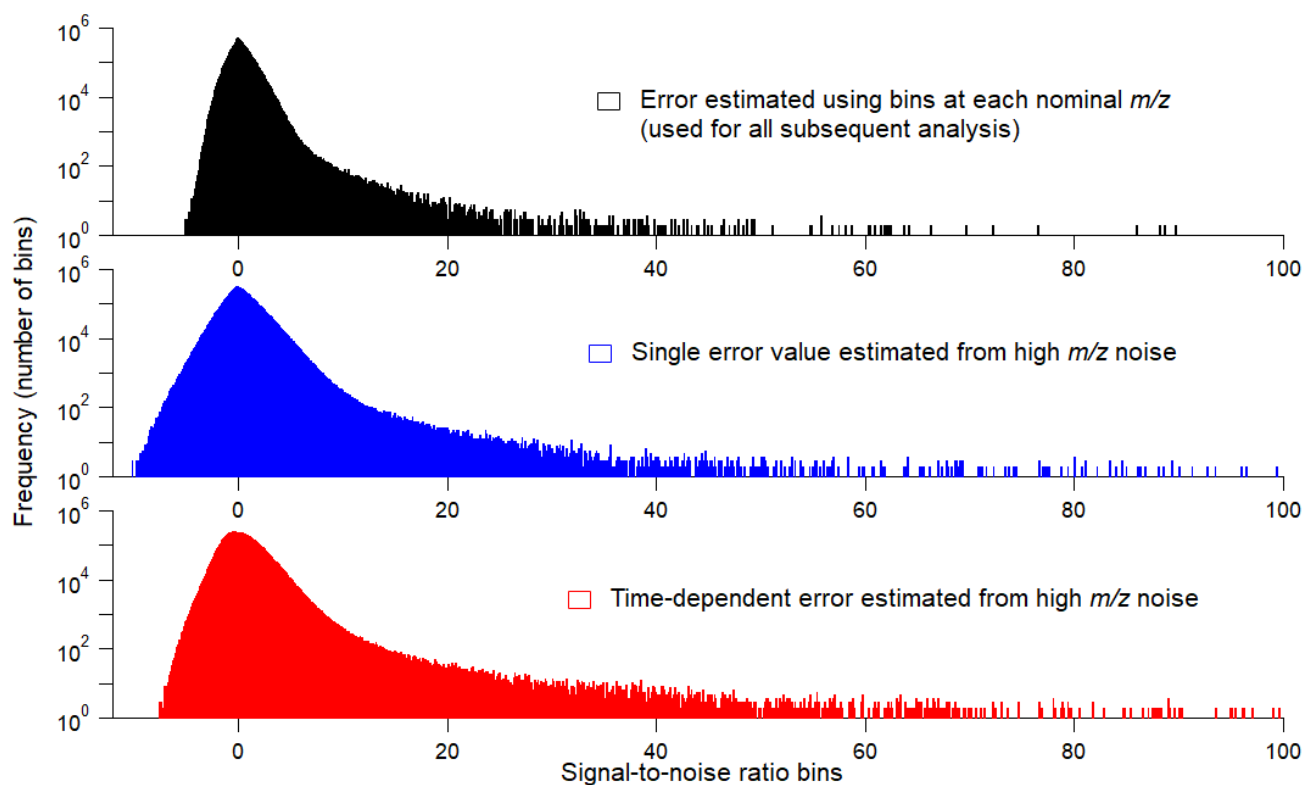 10^6
10^4
10^2
10^0
Error estimated using bins at each nominal m/z
(used for all subsequent analysis)
0 20 40 60 80 100
Frequency (number of bins)
10^6
10^4
10^2
10^0
Single error value estimated from high m/z noise
0 20 40 60 80 100
10^6
10^4
10^2
10^0
Time-dependent error estimated from high m/z noise
0 20 40 60 80 100
Signal-to-noise ratio bins